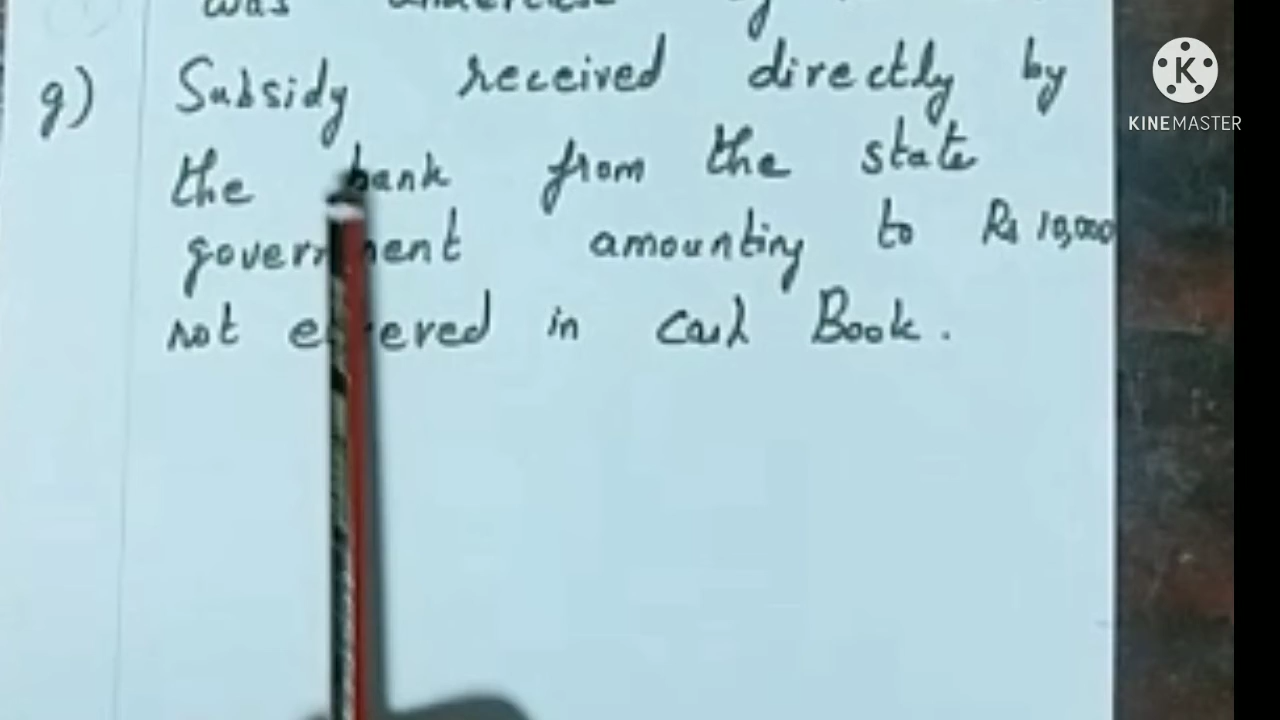 was
g) Subsidy received directly by
the bank from the state
government amounting to Rs 10,000
not entered in Cash Book.
KINEMASTER